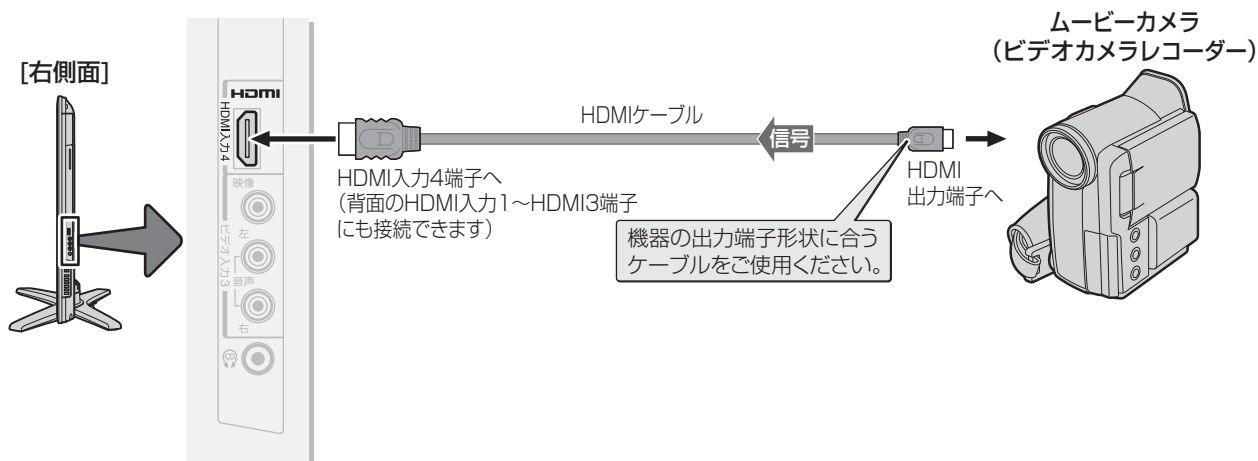 [右側面]
HDMI
HDMI入力4
映像
左
音声
右
ビデオ入力3
HDMIケーブル
信号
HDMI入力4端子へ
（背面のHDMI入力1～HDMI3端子
にも接続できます）
機器の出力端子形状に合う
ケーブルをご使用ください。
HDMI
出力端子へ
ムービーカメラ
（ビデオカメラレコーダー）